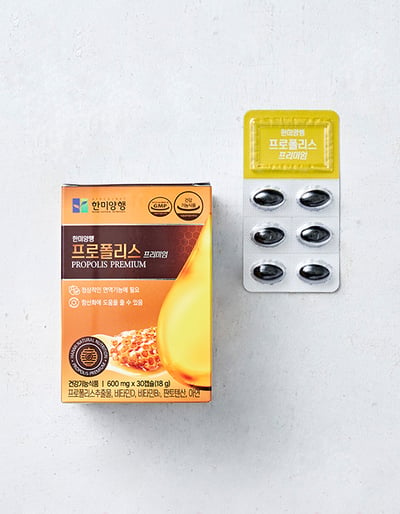 한미양행
프로폴리스
프리미엄
한미양행
GMP
건강
기능식품
한미양행
프로폴리스 프리미엄
PROPOLIS PREMIUM
정상적인 면역기능에 필요
항산화에 도움을 줄 수 있음
건강기능식품 | 600 mg x 30캡슐(18 g)
프로폴리스추출물, 비타민D, 비타민B₁, 판토텐산, 아연